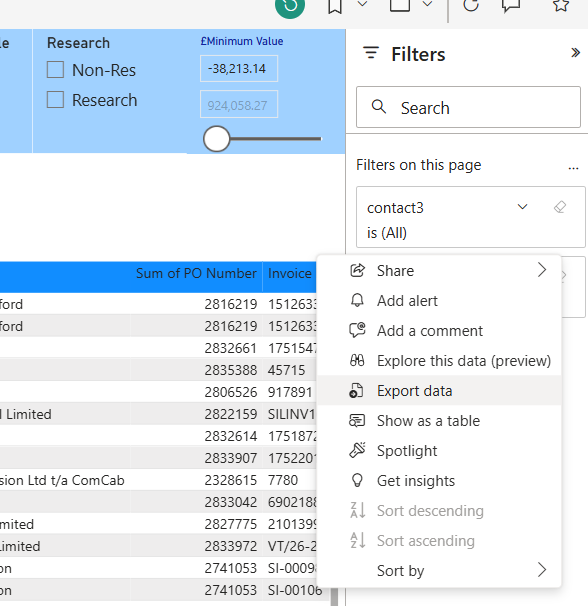 le
Research
£Minimum Value
Non-Res
-38,213.14
Research
924,058.27
Filters
Search
Filters on this page
...
contact3
is (All)
Sum of PO Number Invoice
ford 2816219 1512633
ford 2816219 1512633
2832661 1751547
2835388 45715
2806526 917891
l Limited 2822159 SILINV1
2832614 1751872
2833907 1752201
sion Ltd t/a ComCab 2328615 7780
2833042 6902188
mited 2827775 2101399
Limited 2833972 VT/26-2
on 2741053 SI-0009
on 2741053 SI-00106
Share
Add alert
Add a comment
Explore this data (preview)
Export data
Show as a table
Spotlight
Get insights
Sort descending
Sort ascending
Sort by